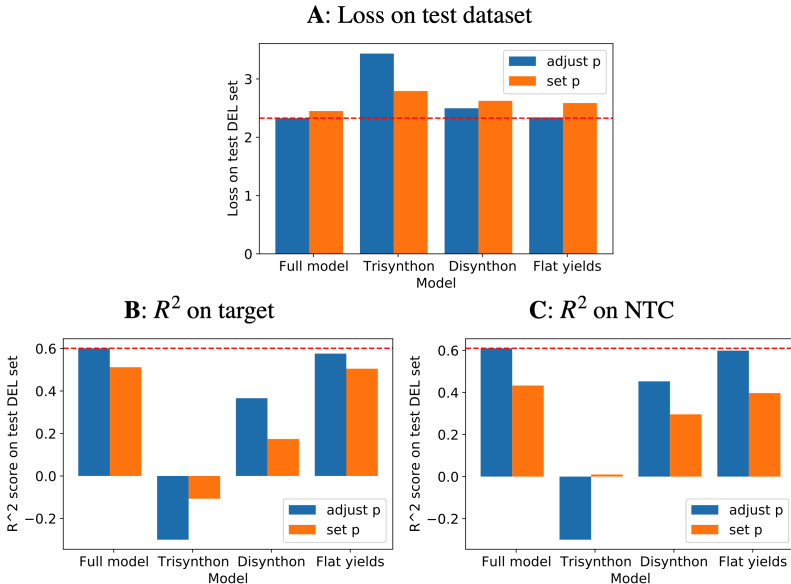 A: Loss on test dataset
Loss on test DEL set
3
2
1
0
adjust p
set p
Full model Trisynthon Disynthon Flat yields
Model
B: R² on target
R^2 score on test DEL set
0.6
0.4
0.2
0.0
−0.2
adjust p
set p
Full model Trisynthon Disynthon Flat yields
Model
C: R² on NTC
R^2 score on test DEL set
0.6
0.4
0.2
0.0
−0.2
adjust p
set p
Full model Trisynthon Disynthon Flat yields
Model